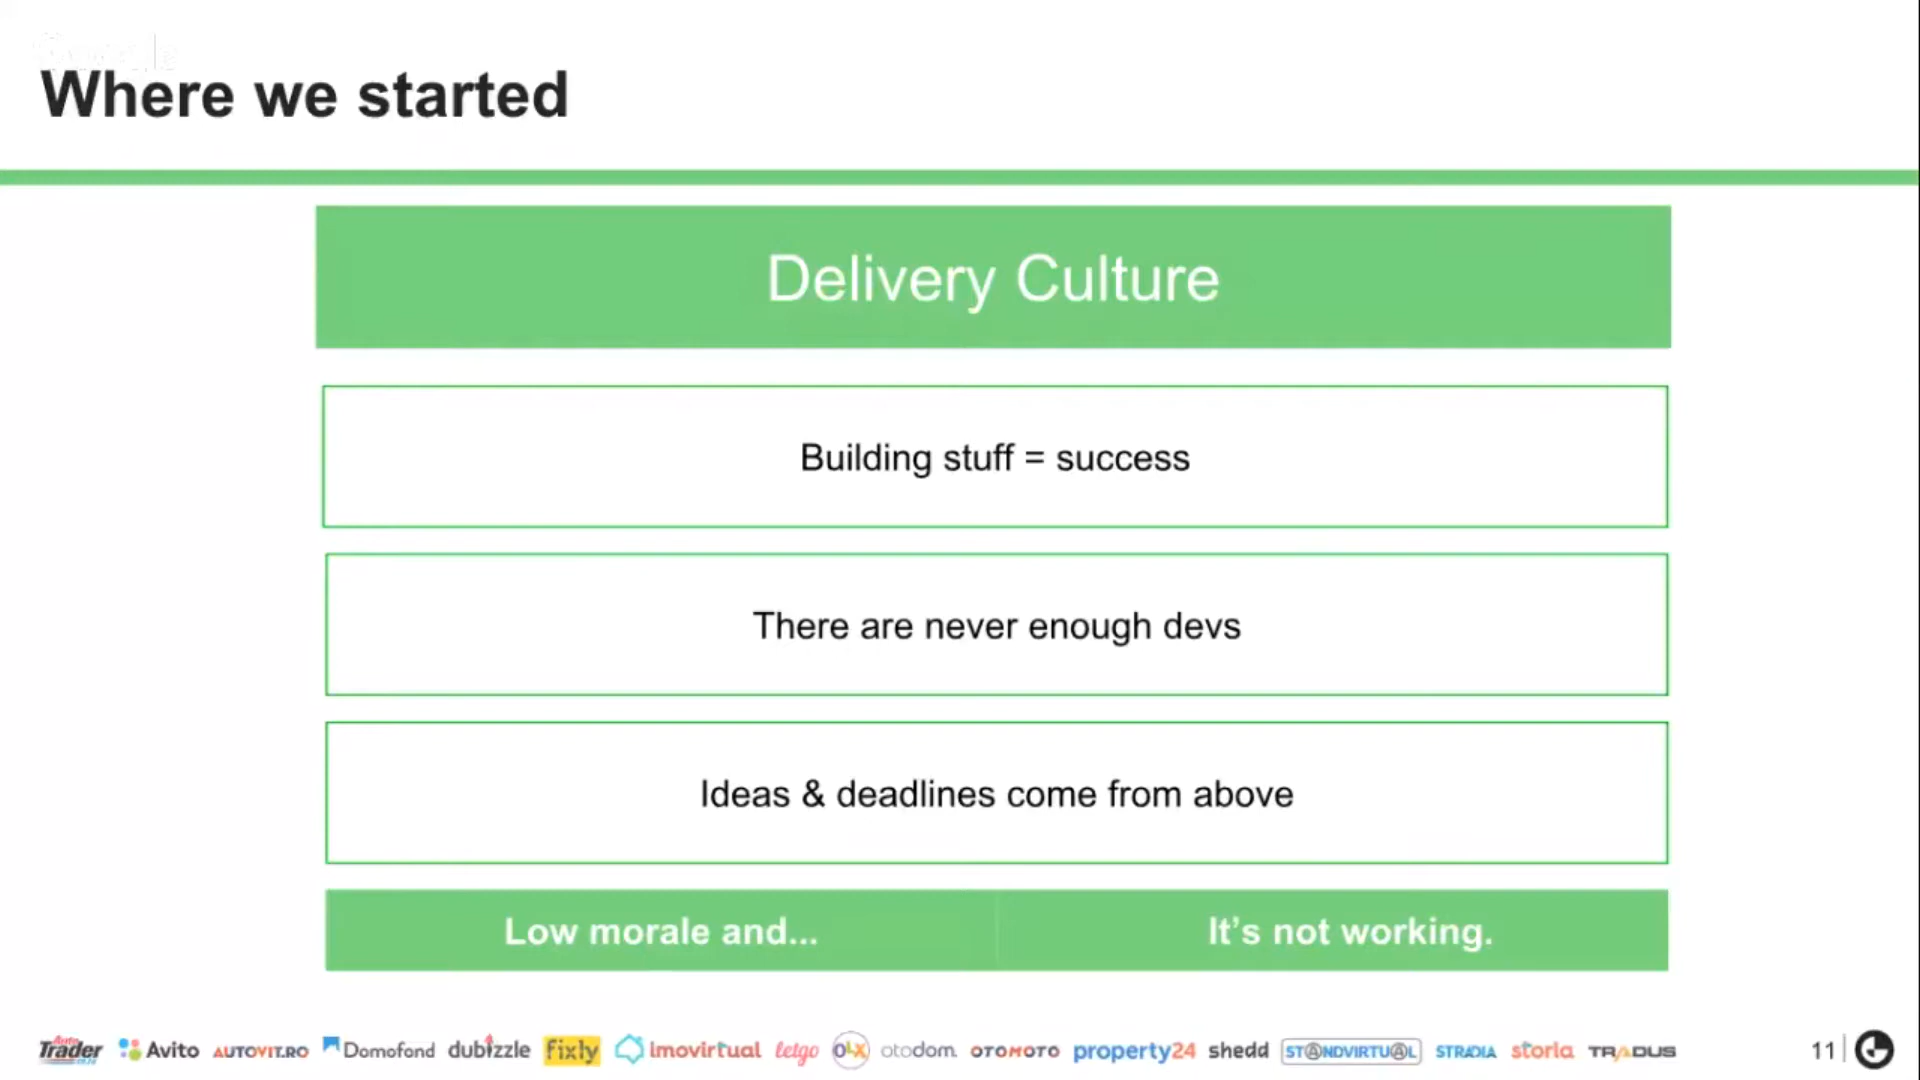 Where we started
Delivery Culture
Building stuff = success
There are never enough devs
Ideas & deadlines come from above
Low morale and... It's not working.
Auto Trader Avito AUTOVIT.RO Domofond dubizzle fixly imovirtual letgo OLX otodom OTOMOTO property24 shedd STANDVIRTUAL STRADIA storia TRADUS 11